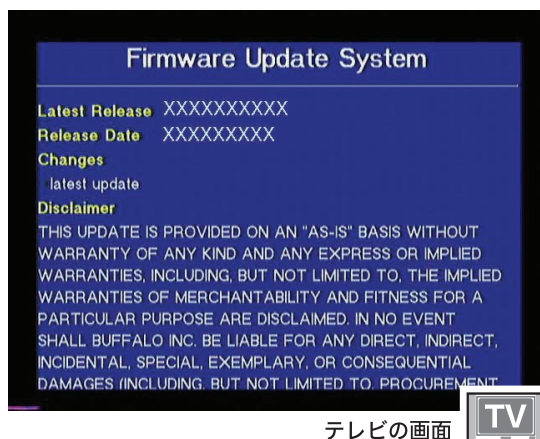 Firmware Update System
Latest Release XXXXXXXXXX
Release Date XXXXXXXXX
Changes
latest update
Disclaimer
THIS UPDATE IS PROVIDED ON AN "AS-IS" BASIS WITHOUT
WARRANTY OF ANY KIND AND ANY EXPRESS OR IMPLIED
WARRANTIES, INCLUDING, BUT NOT LIMITED TO, THE IMPLIED
WARRANTIES OF MERCHANTABILITY AND FITNESS FOR A
PARTICULAR PURPOSE ARE DISCLAIMED. IN NO EVENT
SHALL BUFFALO INC. BE LIABLE FOR ANY DIRECT, INDIRECT,
INCIDENTAL, SPECIAL, EXEMPLARY, OR CONSEQUENTIAL
DAMAGES (INCLUDING, BUT NOT LIMITED TO, PROCUREMENT
テレビの画面
TV